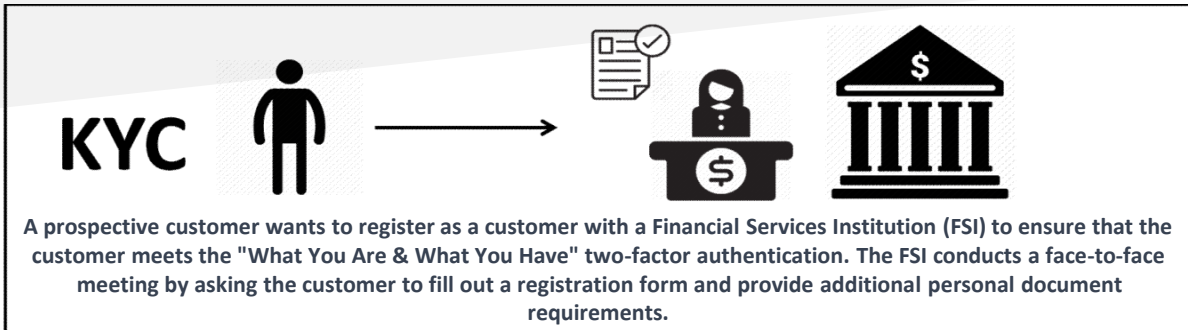 KYC
$
$
A prospective customer wants to register as a customer with a Financial Services Institution (FSI) to ensure that the
customer meets the "What You Are & What You Have" two-factor authentication. The FSI conducts a face-to-face
meeting by asking the customer to fill out a registration form and provide additional personal document
requirements.